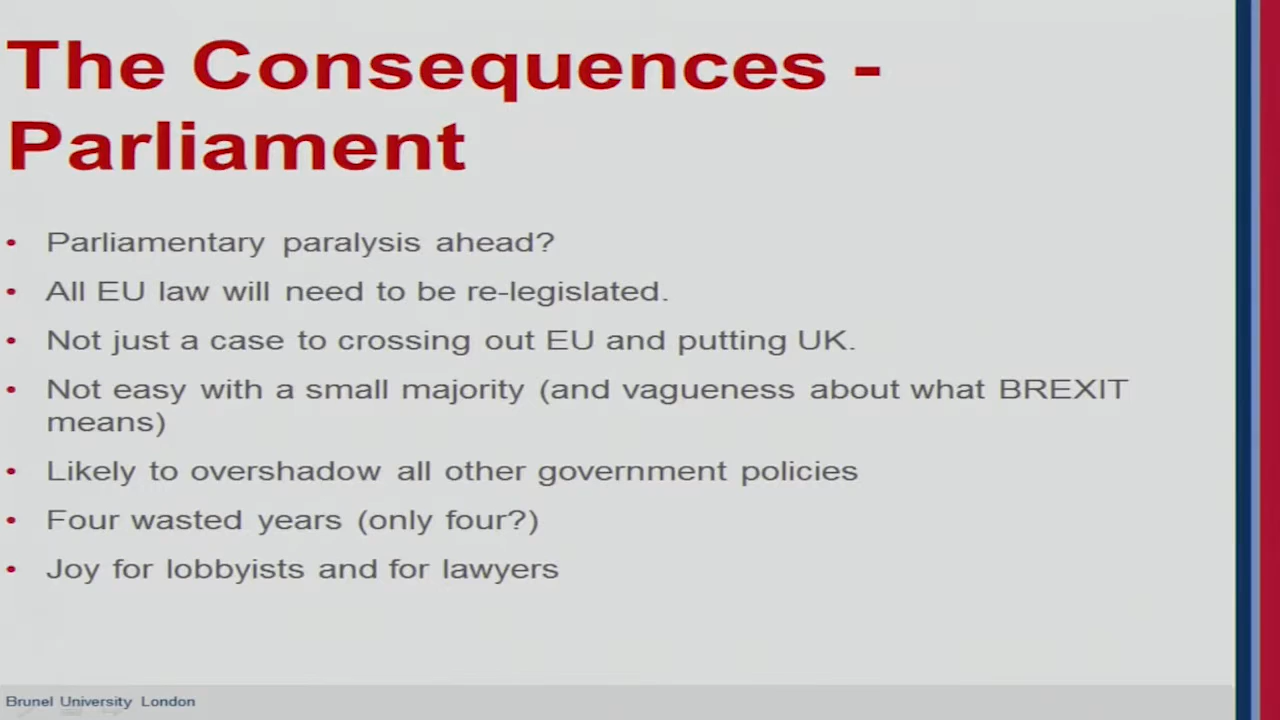 The Consequences -
Parliament
• Parliamentary paralysis ahead?
• All EU law will need to be re-legislated.
• Not just a case to crossing out EU and putting UK.
• Not easy with a small majority (and vagueness about what BREXIT
means)
• Likely to overshadow all other government policies
• Four wasted years (only four?)
• Joy for lobbyists and for lawyers
Brunel University London